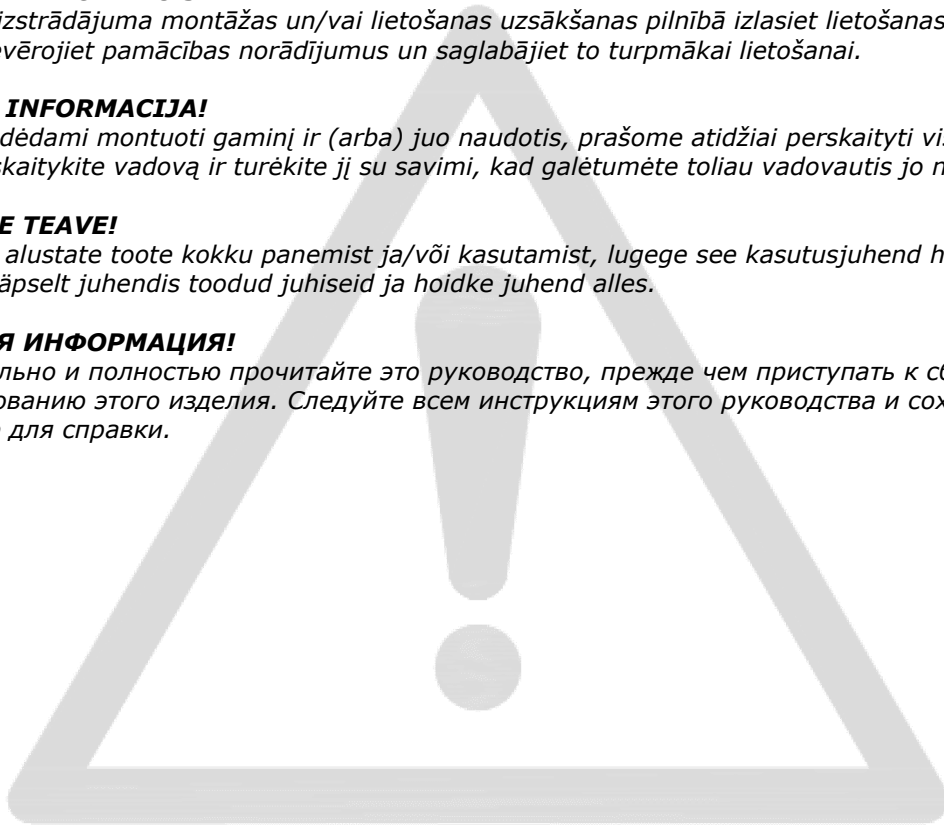 izstrādājuma montāžas un/vai lietošanas uzsākšanas pilnībā izlasiet lietošanas
vērojiet pamācības norādījumus un saglabājiet to turpmākai lietošanai.
INFORMACIJA!
dėdami montuoti gaminį ir (arba) juo naudotis, prašome atidžiai perskaityti vis
skaitykite vadovą ir turėkite jį su savimi, kad galėtumėte toliau vadovautis jo n
E TEAVE!
alustate toote kokku panemist ja/või kasutamist, lugege see kasutusjuhend h
äpselt juhendis toodud juhiseid ja hoidke juhend alles.
Я ИНФОРМАЦИЯ!
льно и полностью прочитайте это руководство, прежде чем приступать к сб
ованию этого изделия. Следуйте всем инструкциям этого руководства и сох
для справки.